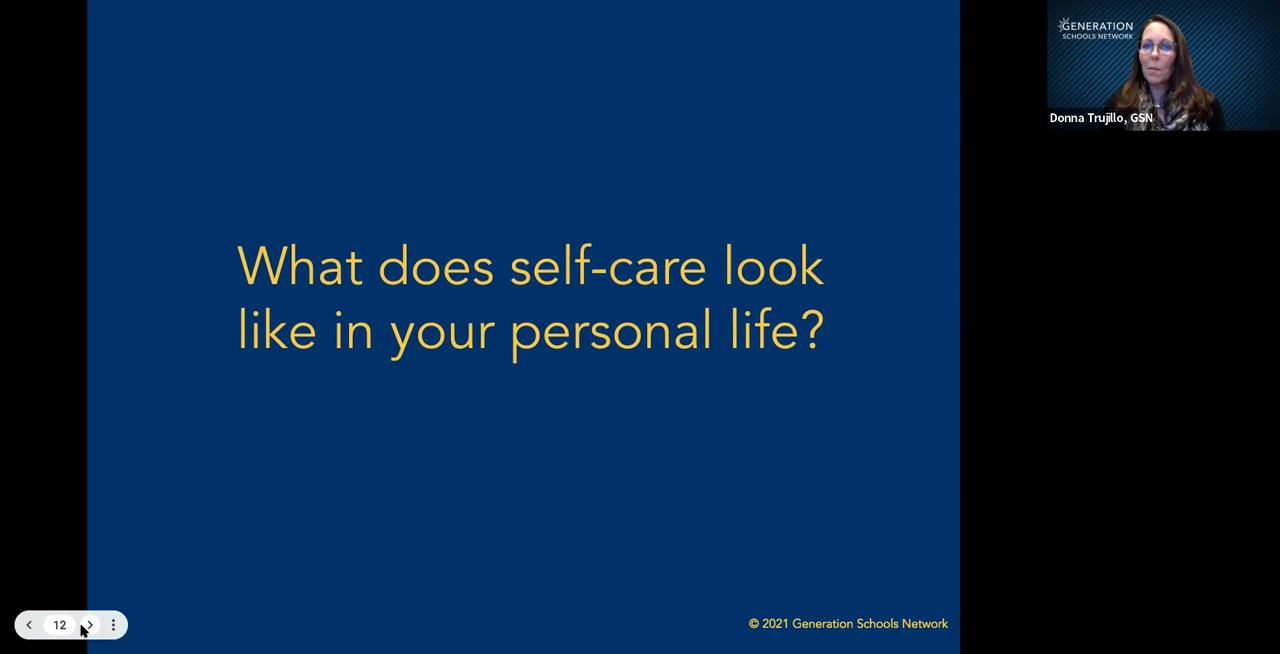 GENERATION
SCHOOLS NETWORK
Donna Trujillo, GSN
What does self-care look
like in your personal life?
12
© 2021 Generation Schools Network